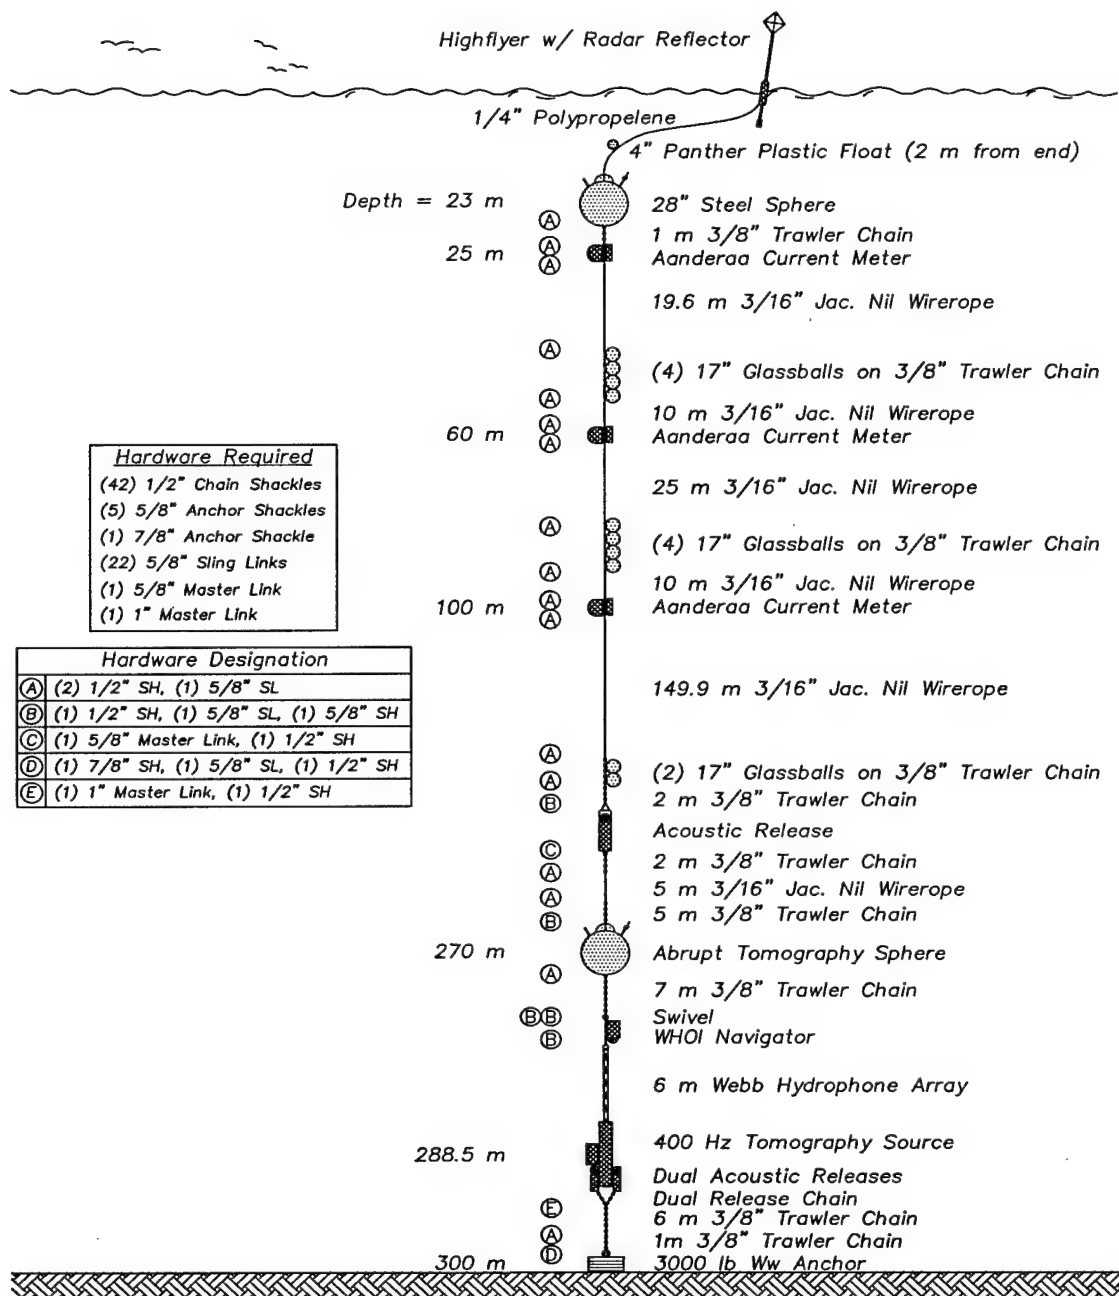 Highflyer w/ Radar Reflector
1/4" Polypropelene
4" Panther Plastic Float (2 m from end)
Depth = 23 m
28" Steel Sphere
A
1 m 3/8" Trawler Chain
A
25 m
Aanderaa Current Meter
A
19.6 m 3/16" Jac. Nil Wirerope
A
(4) 17" Glassballs on 3/8" Trawler Chain
A
10 m 3/16" Jac. Nil Wirerope
A
60 m
Aanderaa Current Meter
A
25 m 3/16" Jac. Nil Wirerope
A
(4) 17" Glassballs on 3/8" Trawler Chain
A
10 m 3/16" Jac. Nil Wirerope
A
100 m
Aanderaa Current Meter
A
149.9 m 3/16" Jac. Nil Wirerope
A
(2) 17" Glassballs on 3/8" Trawler Chain
A
2 m 3/8" Trawler Chain
B
Acoustic Release
C
2 m 3/8" Trawler Chain
A
5 m 3/16" Jac. Nil Wirerope
A
5 m 3/8" Trawler Chain
B
270 m
Abrupt Tomography Sphere
A
7 m 3/8" Trawler Chain
B B
Swivel
B
WHOI Navigator
6 m Webb Hydrophone Array
400 Hz Tomography Source
288.5 m
Dual Acoustic Releases
Dual Release Chain
E
6 m 3/8" Trawler Chain
A
1m 3/8" Trawler Chain
D
300 m
3000 lb Ww Anchor
Hardware Required
(42) 1/2" Chain Shackles
(5) 5/8" Anchor Shackles
(1) 7/8" Anchor Shackle
(22) 5/8" Sling Links
(1) 5/8" Master Link
(1) 1" Master Link
Hardware Designation
A (2) 1/2" SH, (1) 5/8" SL
B (1) 1/2" SH, (1) 5/8" SL, (1) 5/8" SH
C (1) 5/8" Master Link, (1) 1/2" SH
D (1) 7/8" SH, (1) 5/8" SL, (1) 1/2" SH
E (1) 1" Master Link, (1) 1/2" SH